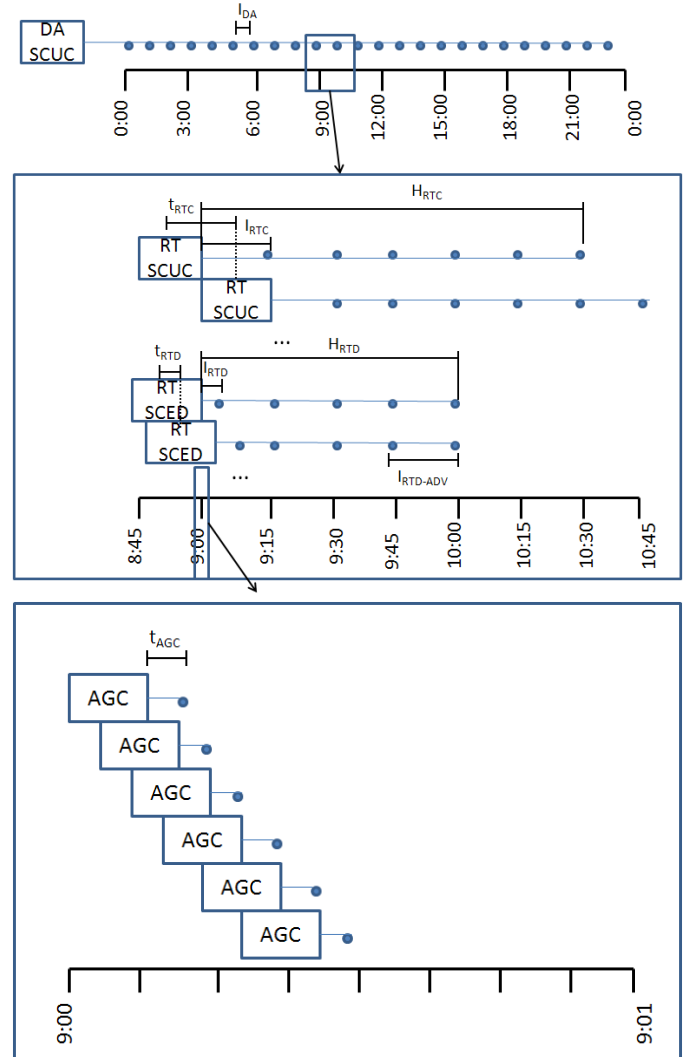 I_DA
DA
SCUC
0:00 3:00 6:00 9:00 12:00 15:00 18:00 21:00 0:00
H_RTC
t_RTC
I_RTC
RT
SCUC
RT
SCUC
...
H_RTD
t_RTD
I_RTD
RT
SCED
RT
SCED
...
I_RTD-ADV
8:45 9:00 9:15 9:30 9:45 10:00 10:15 10:30 10:45
t_AGC
AGC
AGC
AGC
AGC
AGC
AGC
9:00 9:01